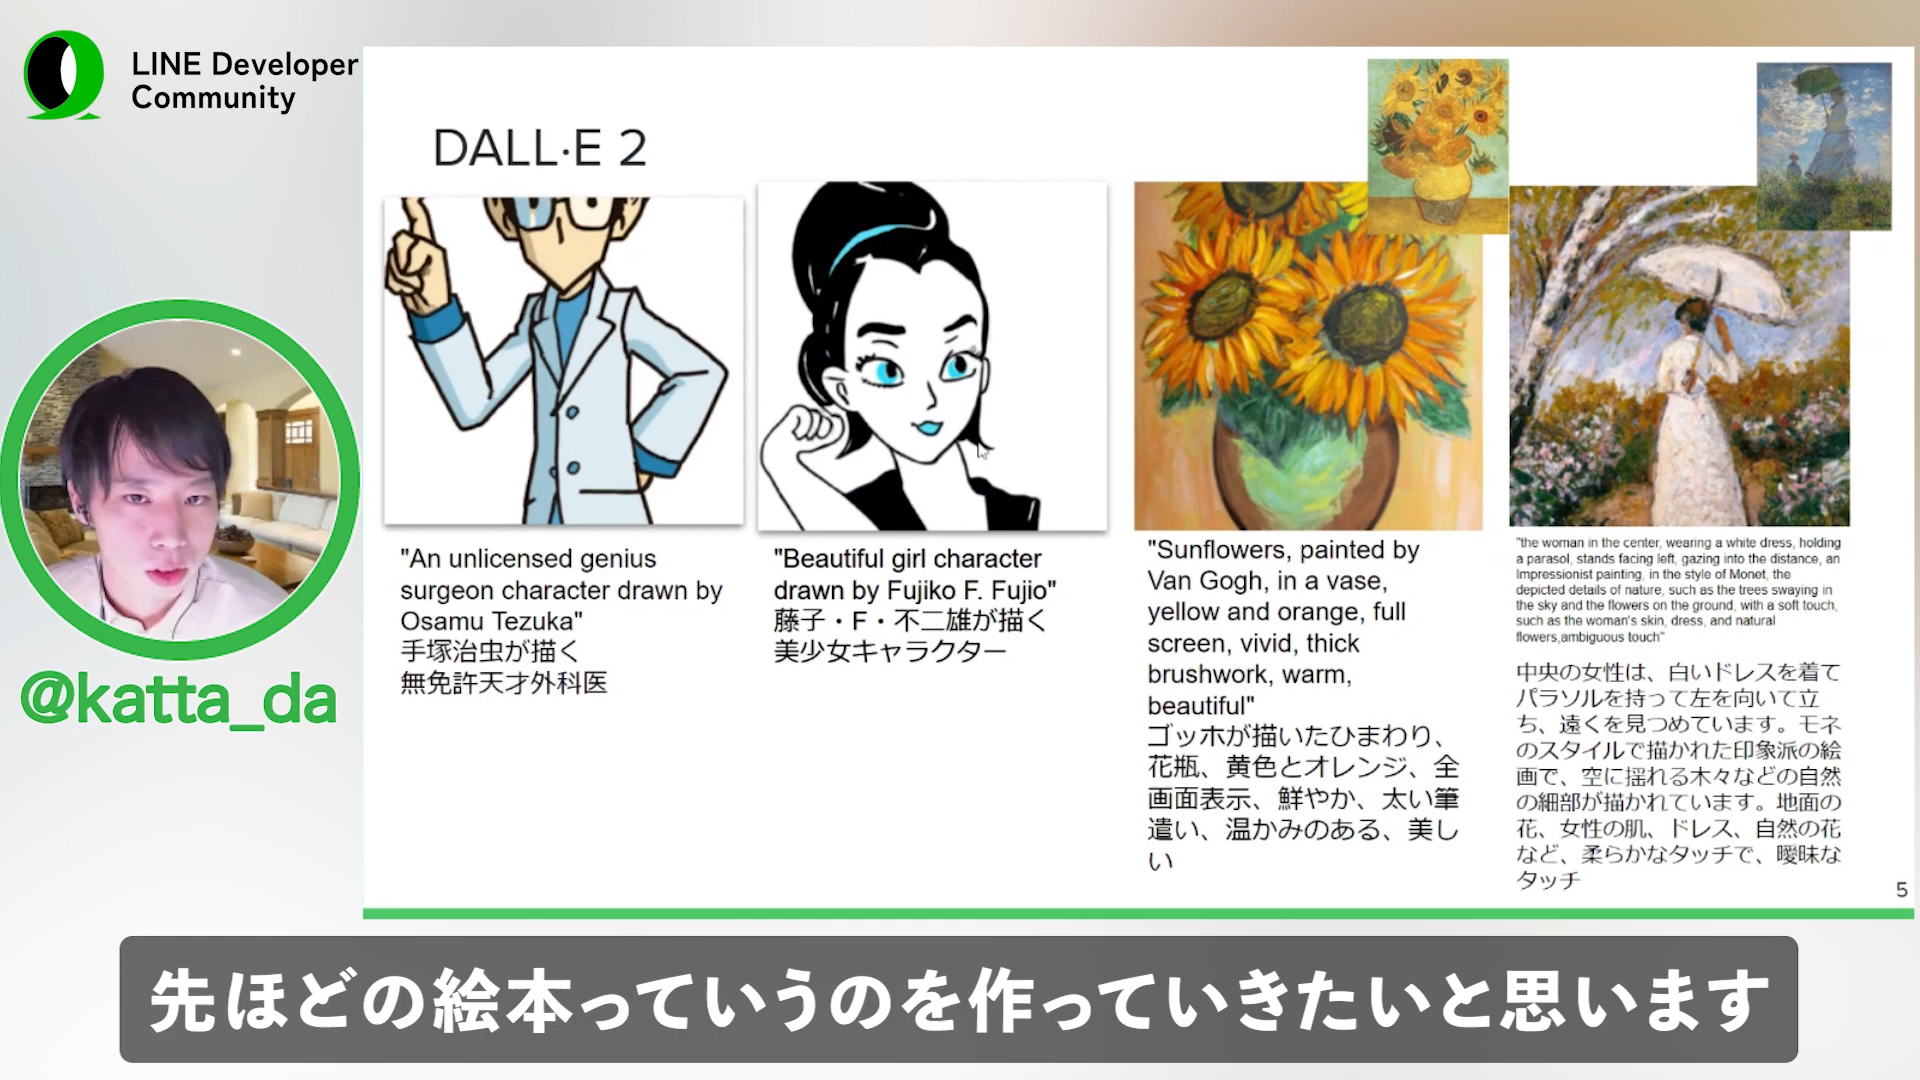 LINE Developer
Community
DALL·E 2
"An unlicensed genius
surgeon character drawn by
Osamu Tezuka"
手塚治虫が描く
無免許天才外科医
"Beautiful girl character
drawn by Fujiko F. Fujio"
藤子・F・不二雄が描く
美少女キャラクター
"Sunflowers, painted by
Van Gogh, in a vase,
yellow and orange, full
screen, vivid, thick
brushwork, warm,
beautiful"
ゴッホが描いたひまわり、
花瓶、黄色とオレンジ、全
画面表示、鮮やか、太い筆
遣い、温かみのある、美し
い
"the woman in the center, wearing a white dress, holding
a parasol, stands facing left, gazing into the distance, an
Impressionist painting, in the style of Monet, the
depicted details of nature, such as the trees swaying in
the sky and the flowers on the ground, with a soft touch,
such as the woman's skin, dress, and natural
flowers,ambiguous touch"
中央の女性は、白いドレスを着て
パラソルを持って左を向いて立
ち、遠くを見つめています。モネ
のスタイルで描かれた印象派の絵
画で、空に揺れる木々などの自然
の細部が描かれています。地面の
花、女性の肌、ドレス、自然の花
など、柔らかなタッチで、曖昧な
タッチ
5
@katta_da
先ほどの絵本っていうのを作っていきたいと思います